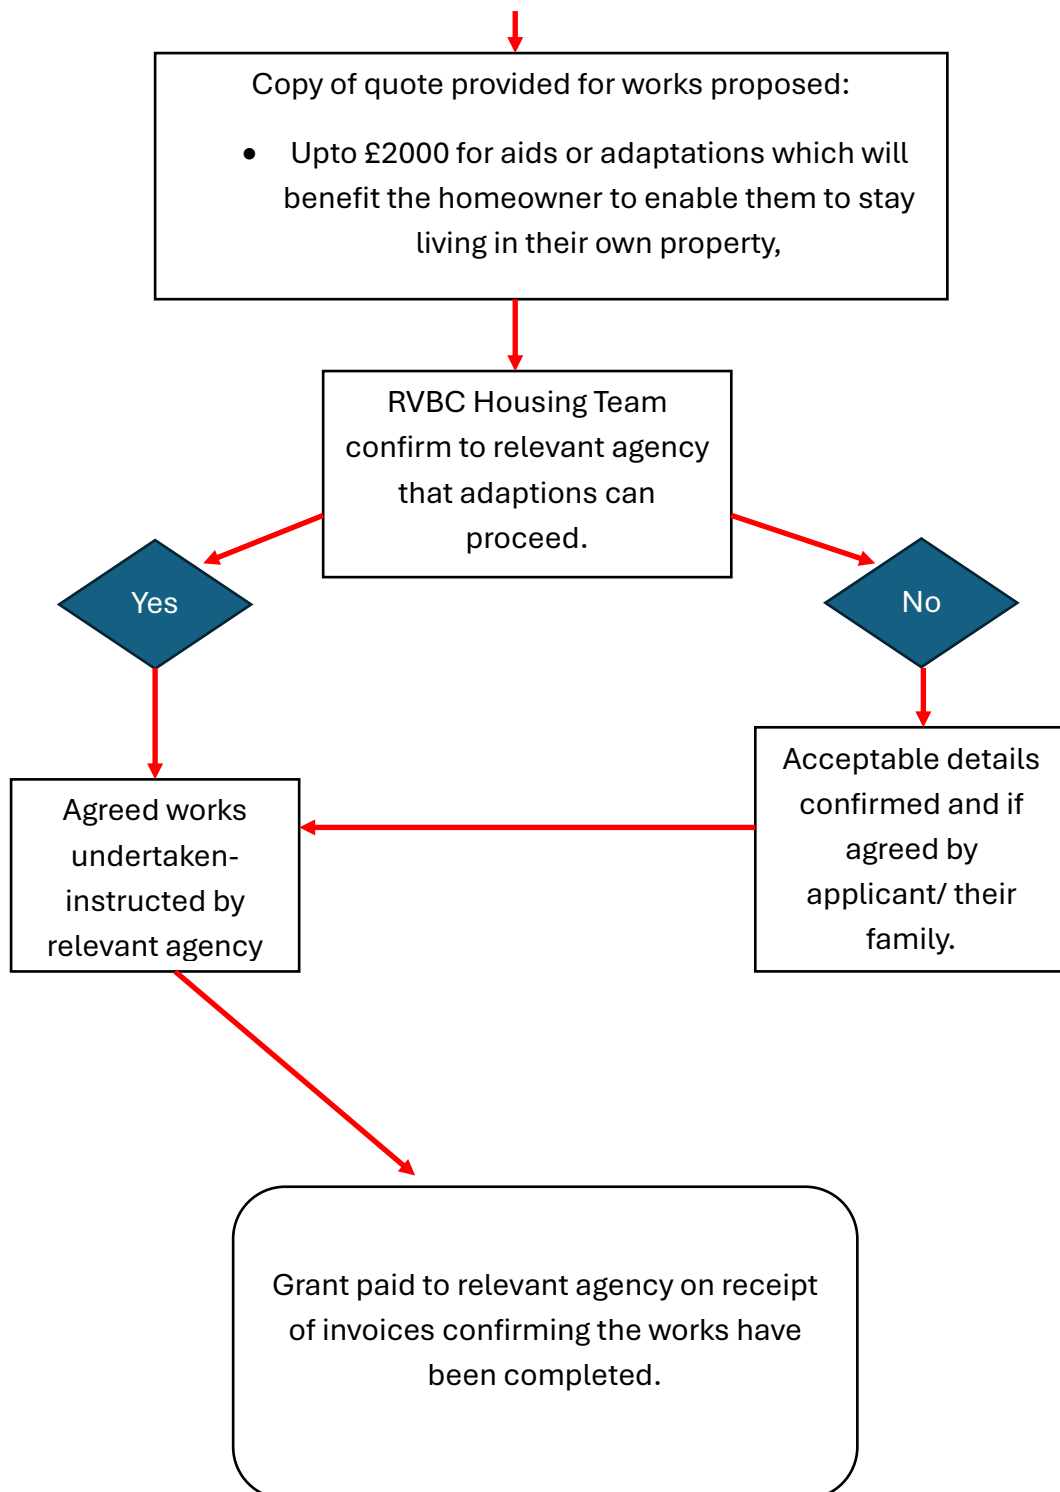 Copy of quote provided for works proposed:
• Upto £2000 for aids or adaptations which will
benefit the homeowner to enable them to stay
living in their own property,
RVBC Housing Team
confirm to relevant agency
that adaptions can
proceed.
Yes
No
Agreed works
undertaken-
instructed by
relevant agency
Acceptable details
confirmed and if
agreed by
applicant/ their
family.
Grant paid to relevant agency on receipt
of invoices confirming the works have
been completed.